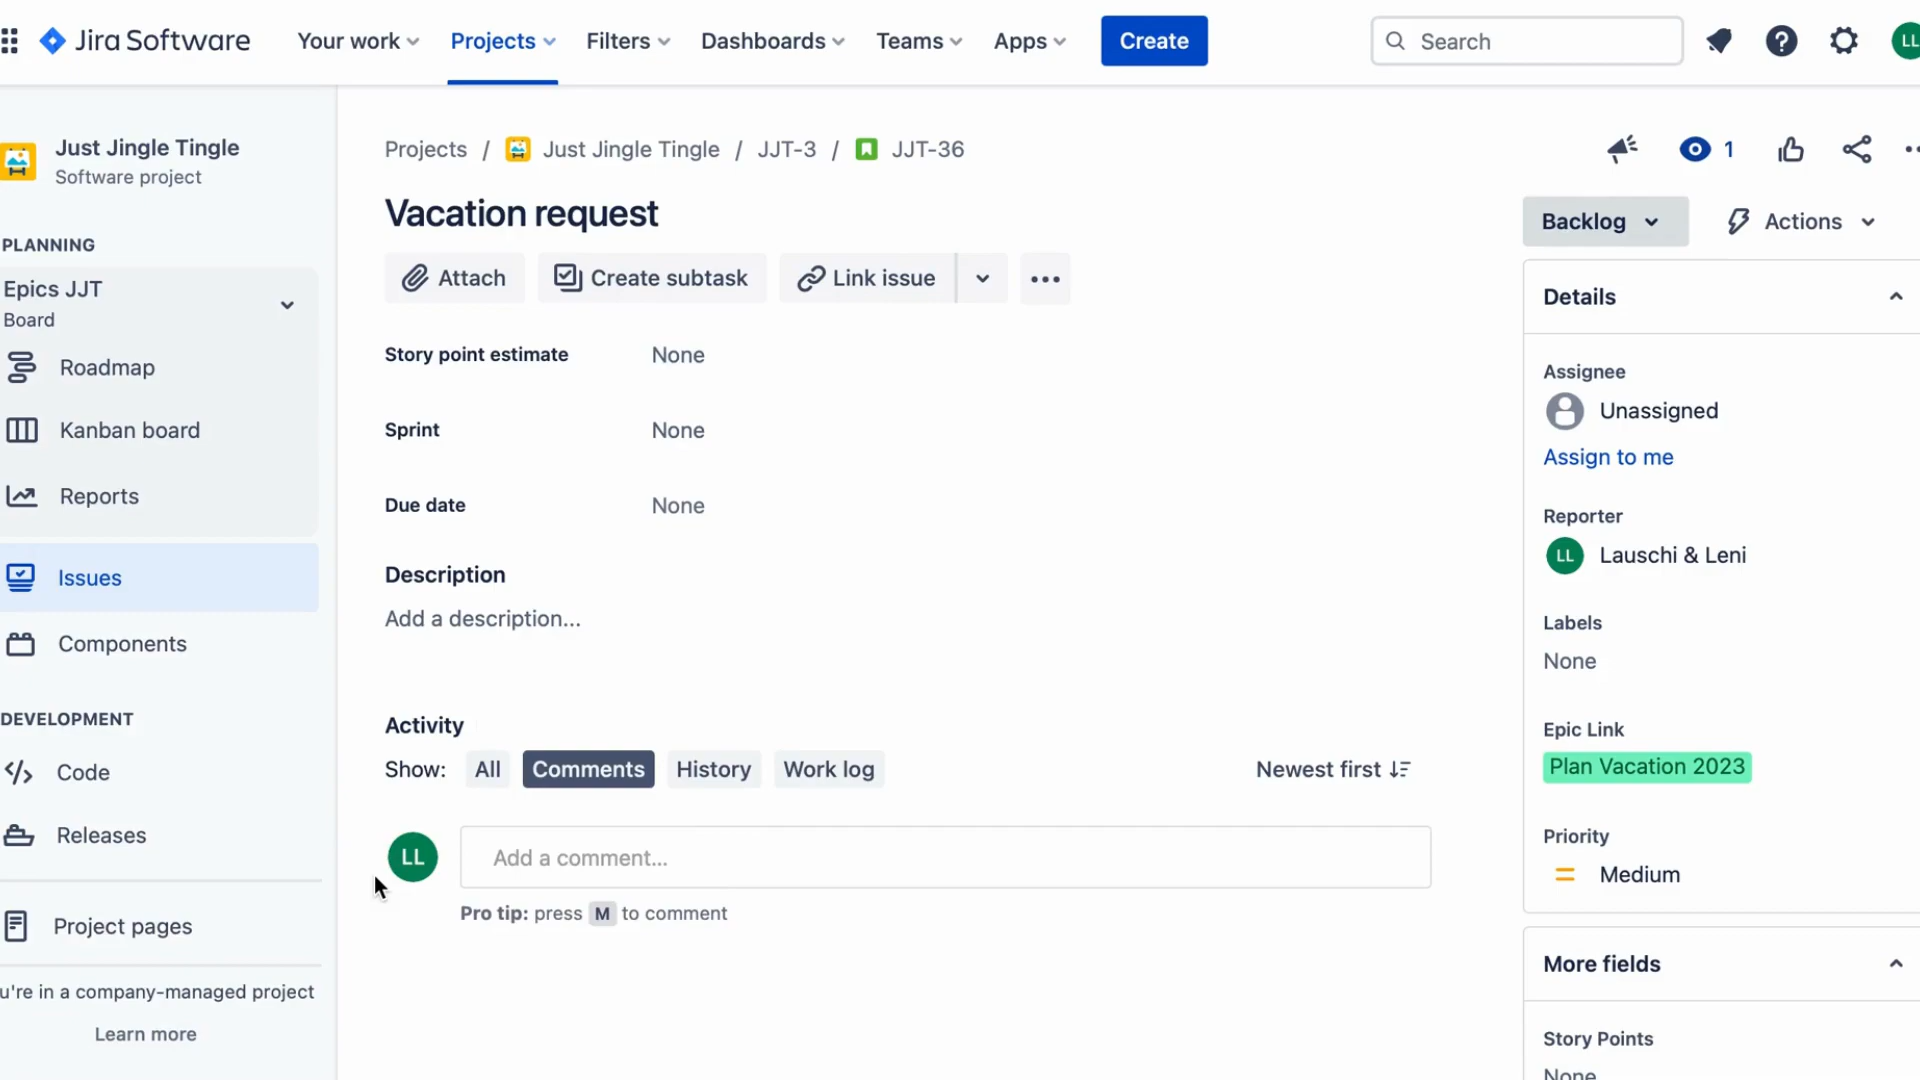 Jira Software
Your work
Projects
Filters
Dashboards
Teams
Apps
Create
Search
LL
Just Jingle Tingle
Software project
PLANNING
Epics JJT
Board
Roadmap
Kanban board
Reports
Issues
Components
DEVELOPMENT
Code
Releases
Project pages
u're in a company-managed project
Learn more
Projects / Just Jingle Tingle / JJT-3 / JJT-36
1
Vacation request
Attach
Create subtask
Link issue
Story point estimate None
Sprint None
Due date None
Description
Add a description...
Activity
Show: All Comments History Work log
Newest first
LL
Add a comment...
Pro tip: press M to comment
Backlog
Actions
Details
Assignee
Unassigned
Assign to me
Reporter
LL Lauschi & Leni
Labels
None
Epic Link
Plan Vacation 2023
Priority
Medium
More fields
Story Points
None